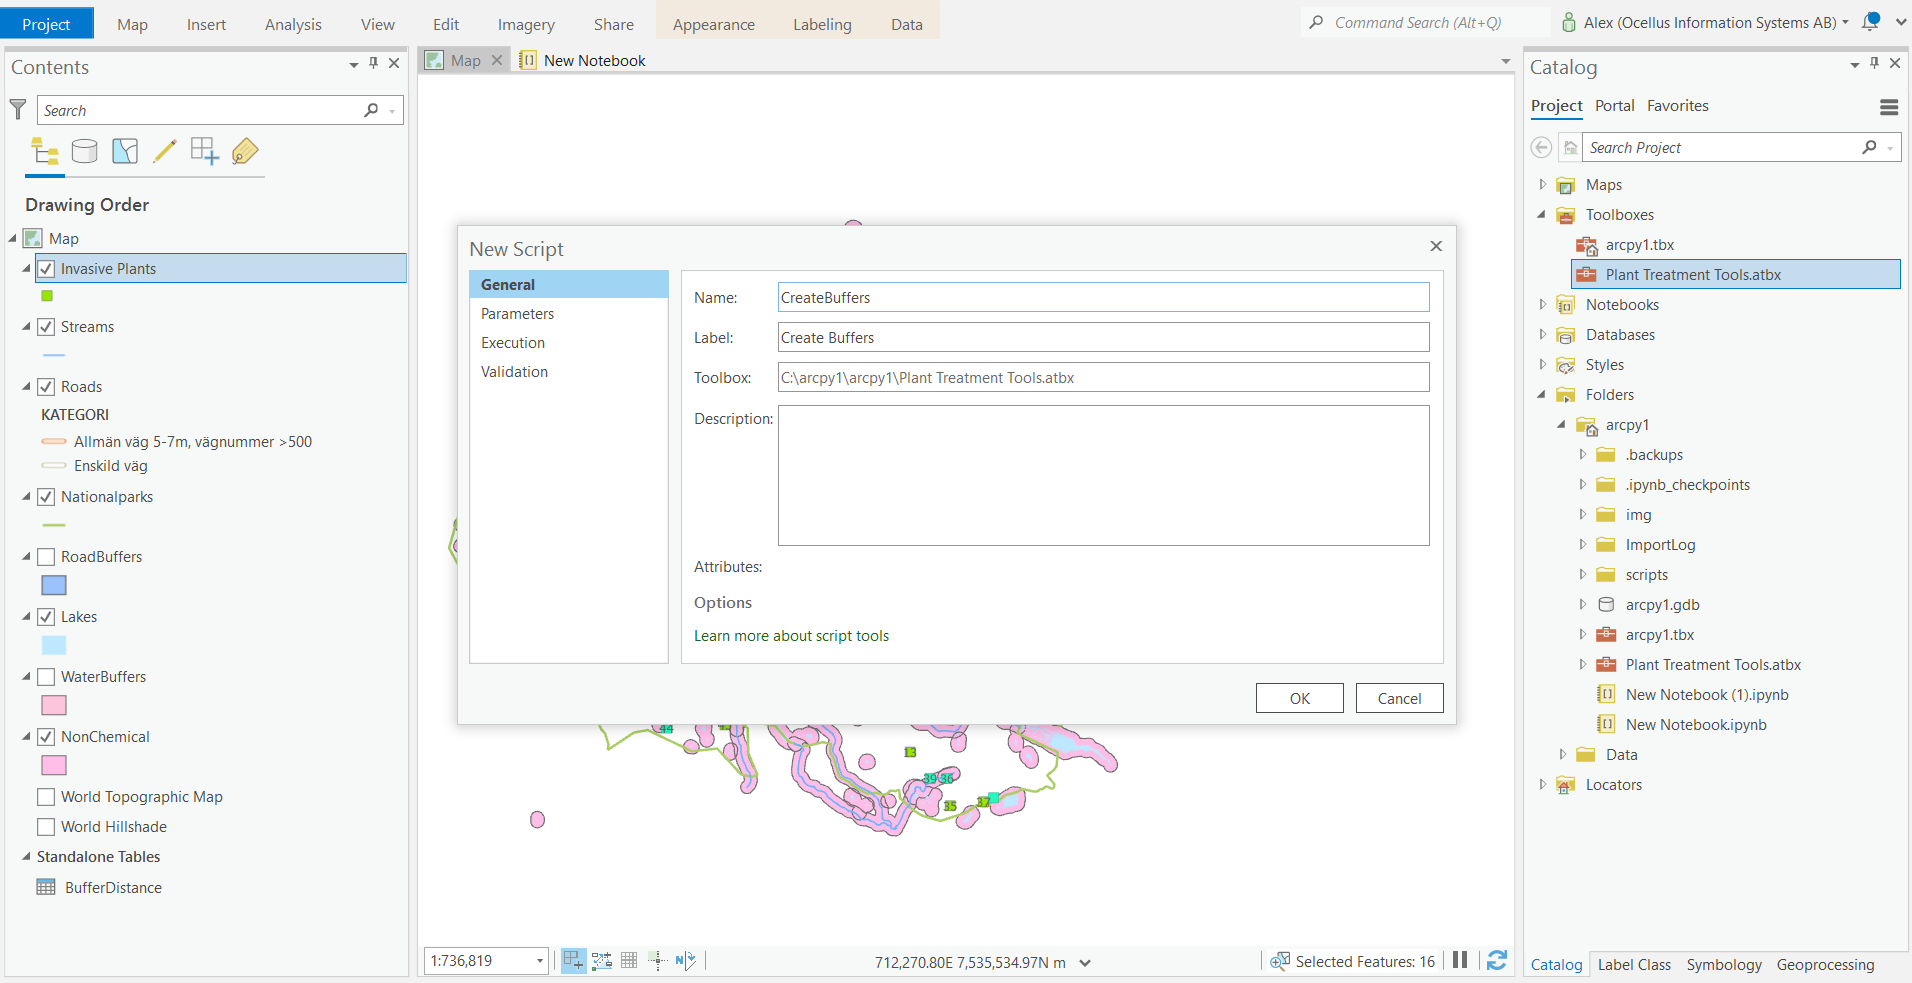 Project Map Insert Analysis View Edit Imagery Share Appearance Labeling Data Command Search (Alt+Q) Alex (Ocellus Information Systems AB)
Contents
Search
Drawing Order
Map
Invasive Plants
Streams
Roads
KATEGORI
Allmän väg 5-7m, vägnummer >500
Enskild väg
Nationalparks
RoadBuffers
Lakes
WaterBuffers
NonChemical
World Topographic Map
World Hillshade
Standalone Tables
BufferDistance
Map New Notebook
New Script
General
Parameters
Execution
Validation
Name: CreateBuffers
Label: Create Buffers
Toolbox: C:\arcpy1\arcpy1\Plant Treatment Tools.atbx
Description:
Attributes:
Options
Learn more about script tools
OK Cancel
44
13
39 36
35
37
1:736,819 712,270.80E 7,535,534.97N m Selected Features: 16
Catalog
Project Portal Favorites
Search Project
Maps
Toolboxes
arcpy1.tbx
Plant Treatment Tools.atbx
Notebooks
Databases
Styles
Folders
arcpy1
.backups
.ipynb_checkpoints
img
ImportLog
scripts
arcpy1.gdb
arcpy1.tbx
Plant Treatment Tools.atbx
New Notebook (1).ipynb
New Notebook.ipynb
Data
Locators
Catalog Label Class Symbology Geoprocessing